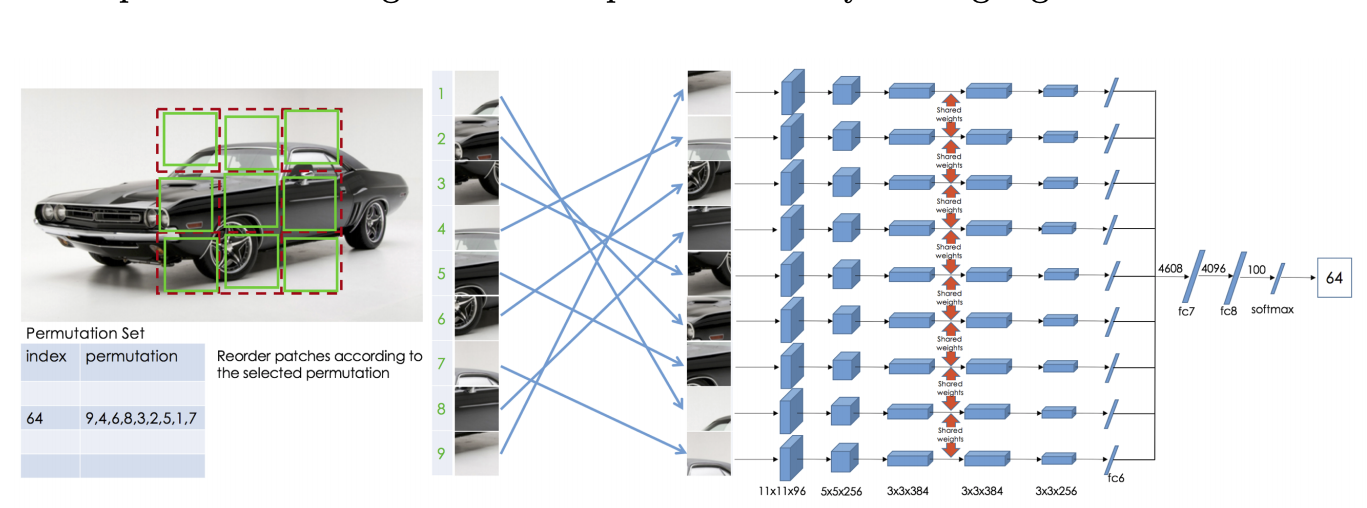 Permutation Set
index permutation
64 9,4,6,8,3,2,5,1,7
Reorder patches according to
the selected permutation
1
2
3
4
5
6
7
8
9
Shared
weights
Shared
weights
Shared
weights
Shared
weights
Shared
weights
Shared
weights
Shared
weights
Shared
weights
11x11x96 5x5x256 3x3x384 3x3x384 3x3x256
fc6
4608 4096 100
fc7 fc8 softmax
64